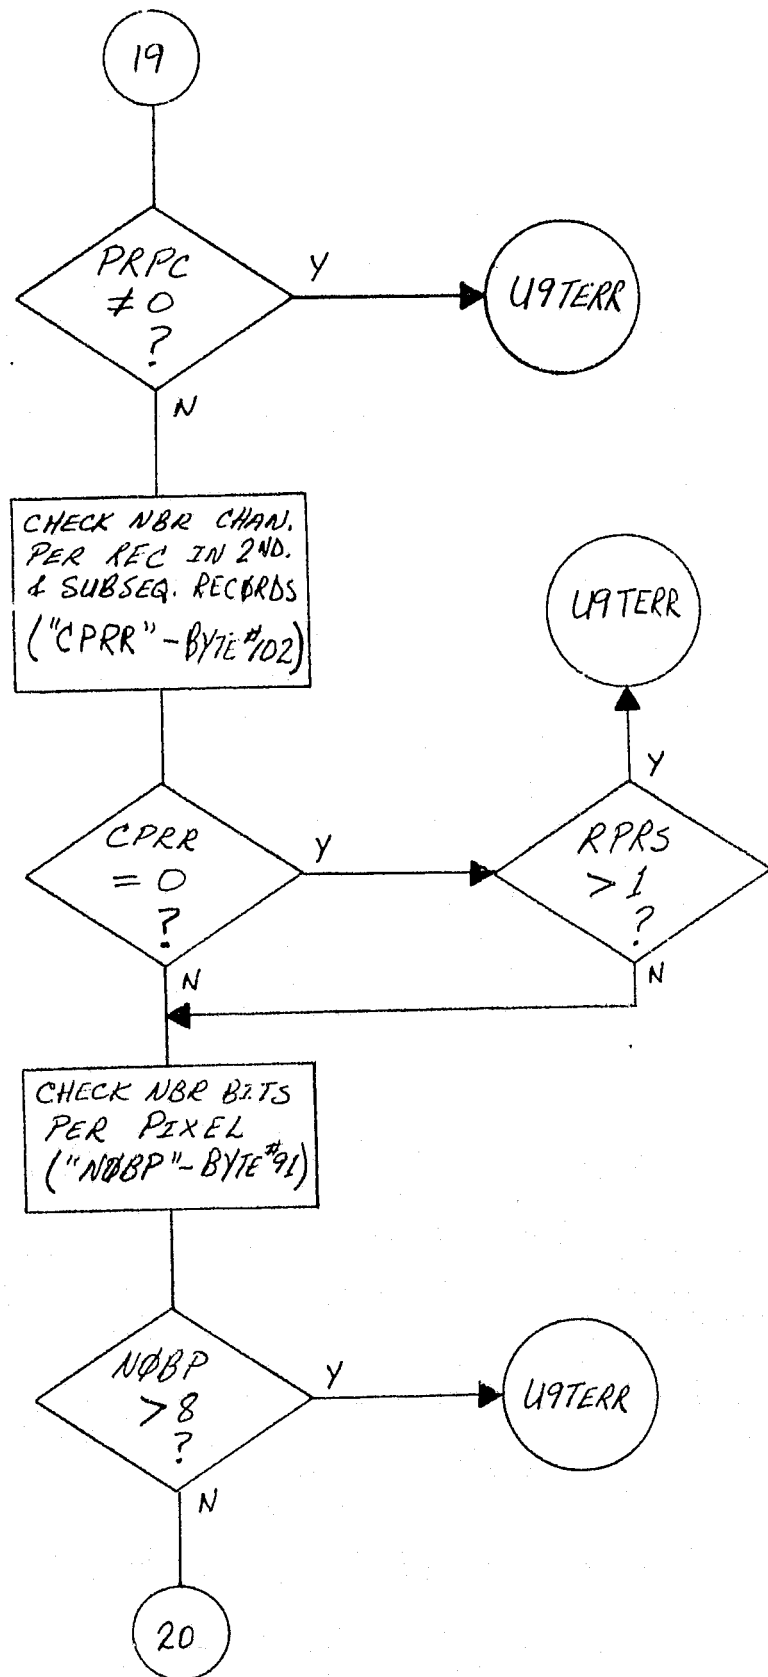 19
PRPC
≠ 0
?
Y
U9TERR
N
CHECK NBR CHAN.
PER REC IN 2ND.
& SUBSEQ. RECØRDS
("CPRR" - BYTE #102)
U9TERR
Y
CPRR
= 0
?
Y
RPRS
> 1
?
N
N
CHECK NBR BITS
PER PIXEL
("NØBP" - BYTE #91)
NØBP
> 8
?
Y
U9TERR
N
20